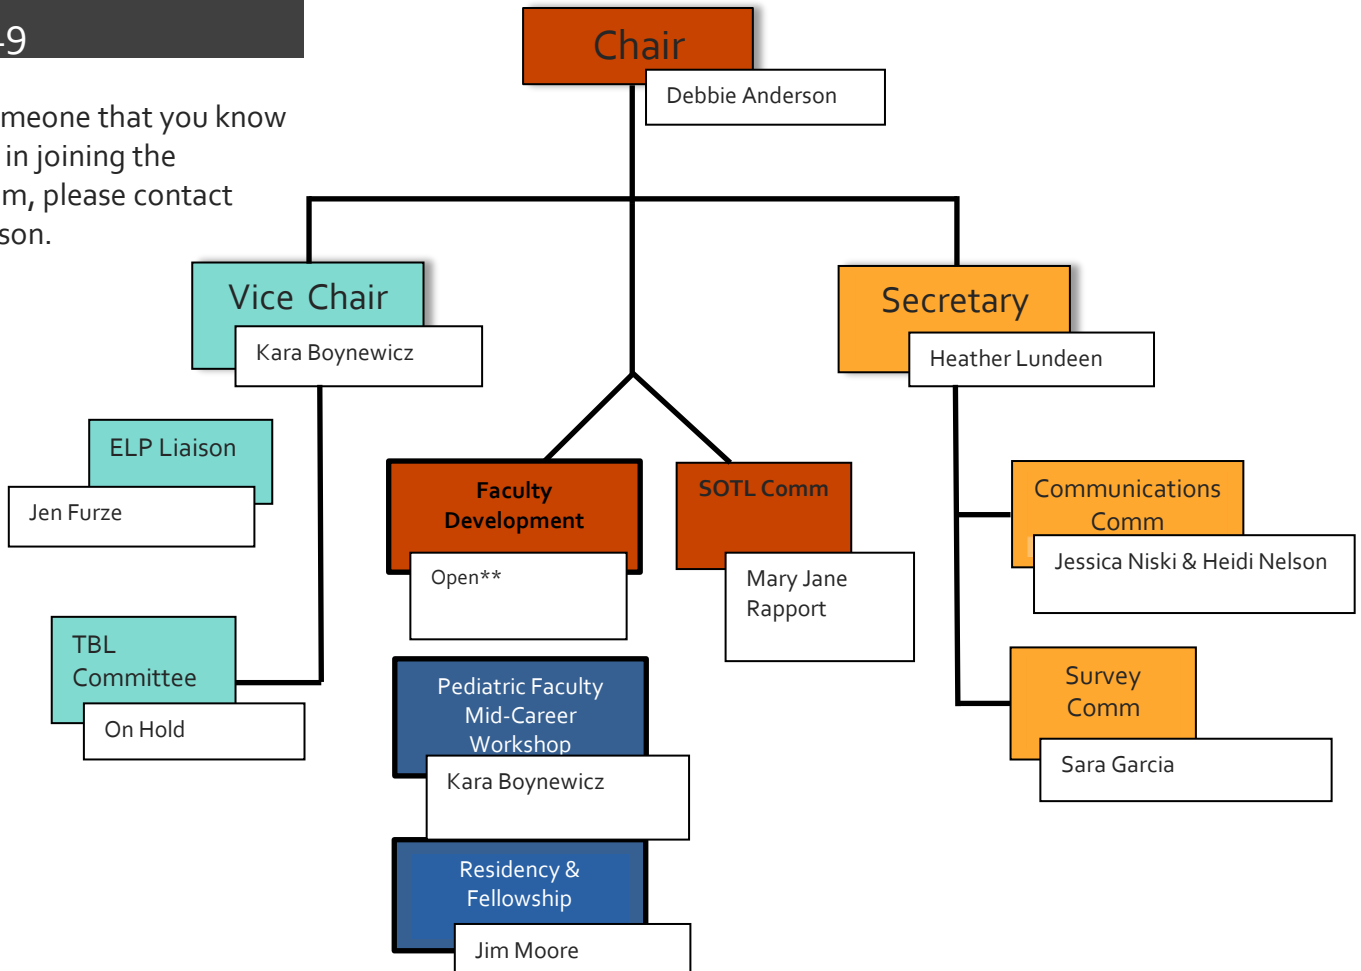 -9
Chair
Debbie Anderson
meone that you know
in joining the
m, please contact
son.
Vice Chair
Kara Boynewicz
Secretary
Heather Lundeen
ELP Liaison
Jen Furze
Faculty
Development
Open**
SOTL Comm
Mary Jane
Rapport
Communications
Comm
Jessica Niski & Heidi Nelson
TBL
Committee
On Hold
Pediatric Faculty
Mid-Career
Workshop
Kara Boynewicz
Survey
Comm
Sara Garcia
Residency &
Fellowship
Jim Moore